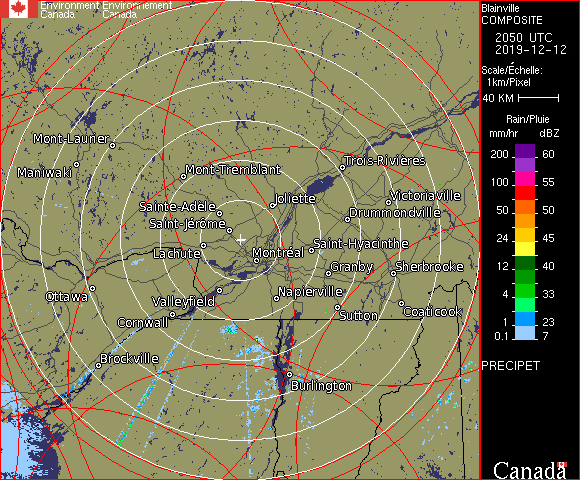 Environment Environnement
Canada Canada
Blainville
COMPOSITE
2050 UTC
2019-12-12
Scale/Échelle:
1km/Pixel
40 KM
Rain/Pluie
mm/hr dBZ
200 60
100 55
50 50
24 45
12 40
4 33
1 23
0.1 7
PRECIPET
Canada
Mont-Laurier
Maniwaki
Mont-Tremblant
Trois-Rivières
Joliette
Victoriaville
Sainte-Adèle
Drummondville
Saint-Jérôme
Lachute
Montréal
Saint-Hyacinthe
Granby
Sherbrooke
Ottawa
Valleyfield
Napierville
Cornwall
Sutton
Coaticook
Brockville
Burlington